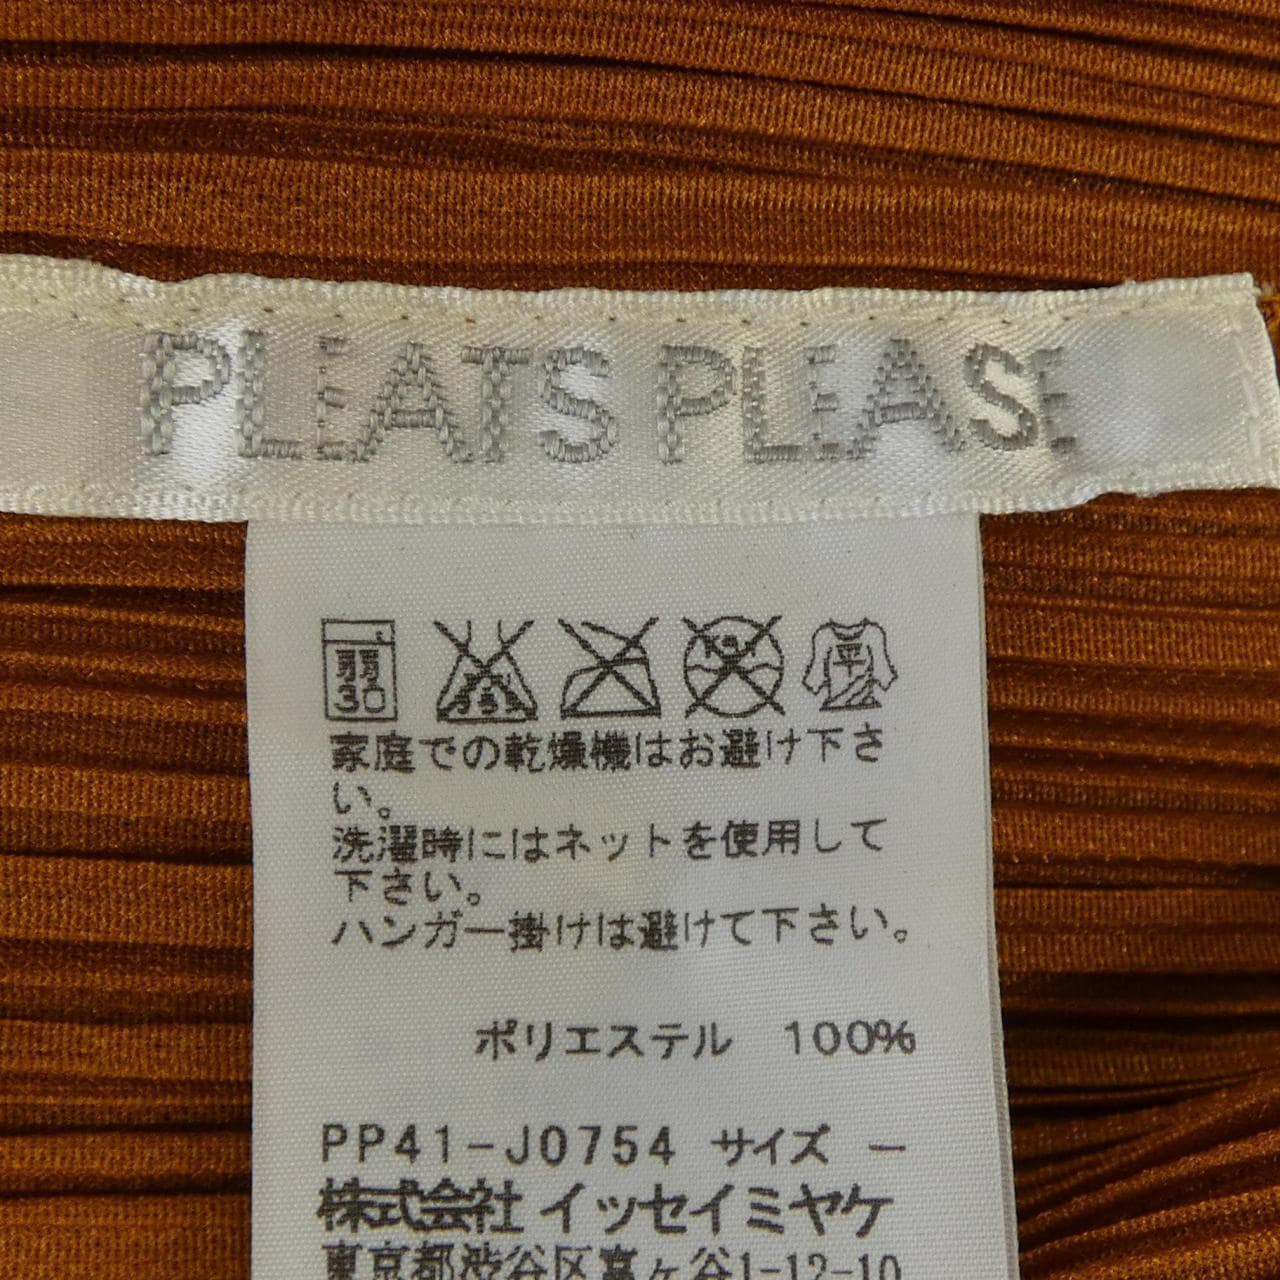 PLEATS PLEASE
弱
30
平
家庭での乾燥機はお避け下さ
い。
洗濯時にはネットを使用して
下さい。
ハンガー掛けは避けて下さい。
ポリエステル 100%
PP41-J0754 サイズ －
株式会社イッセイミヤケ
東京都渋谷区富ヶ谷1-12-10